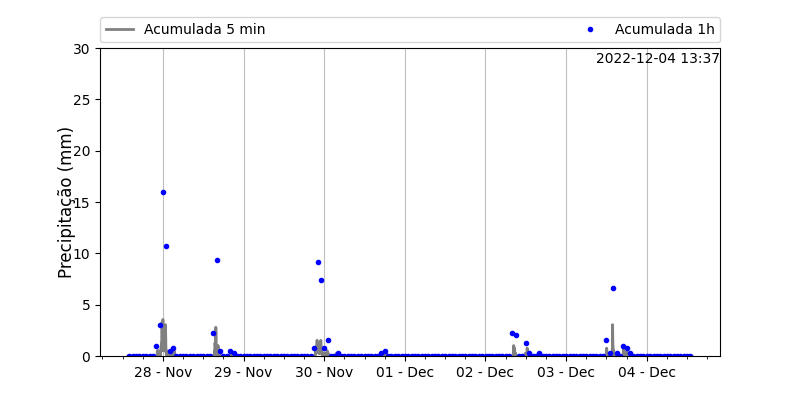 Acumulada 5 min Acumulada 1h
2022-12-04 13:37
Precipitação (mm)
30
25
20
15
10
5
0
28 - Nov 29 - Nov 30 - Nov 01 - Dec 02 - Dec 03 - Dec 04 - Dec